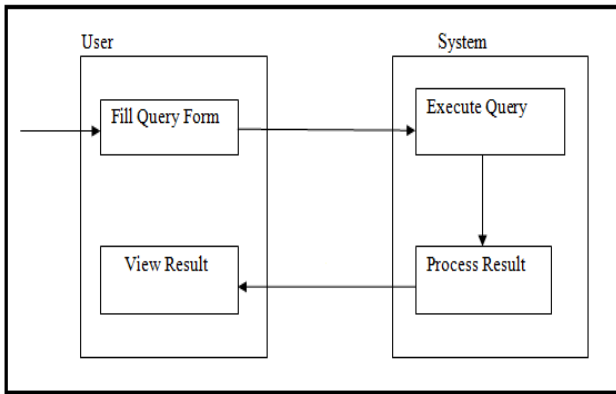 User
System
Fill Query Form
Execute Query
View Result
Process Result